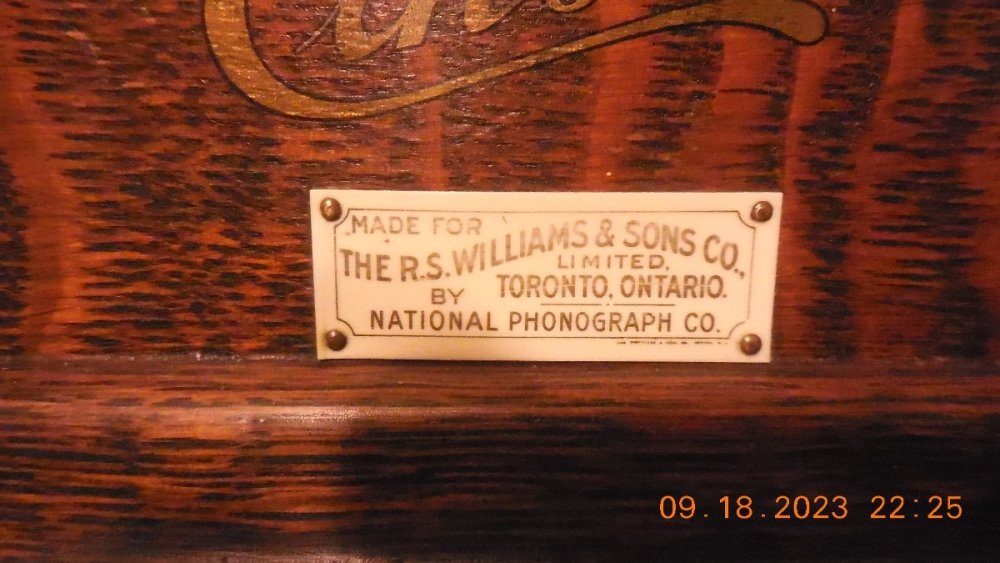 MADE FOR
THE R.S. WILLIAMS & SONS CO.,
LIMITED,
BY TORONTO, ONTARIO.
NATIONAL PHONOGRAPH CO.
09.18.2023 22:25